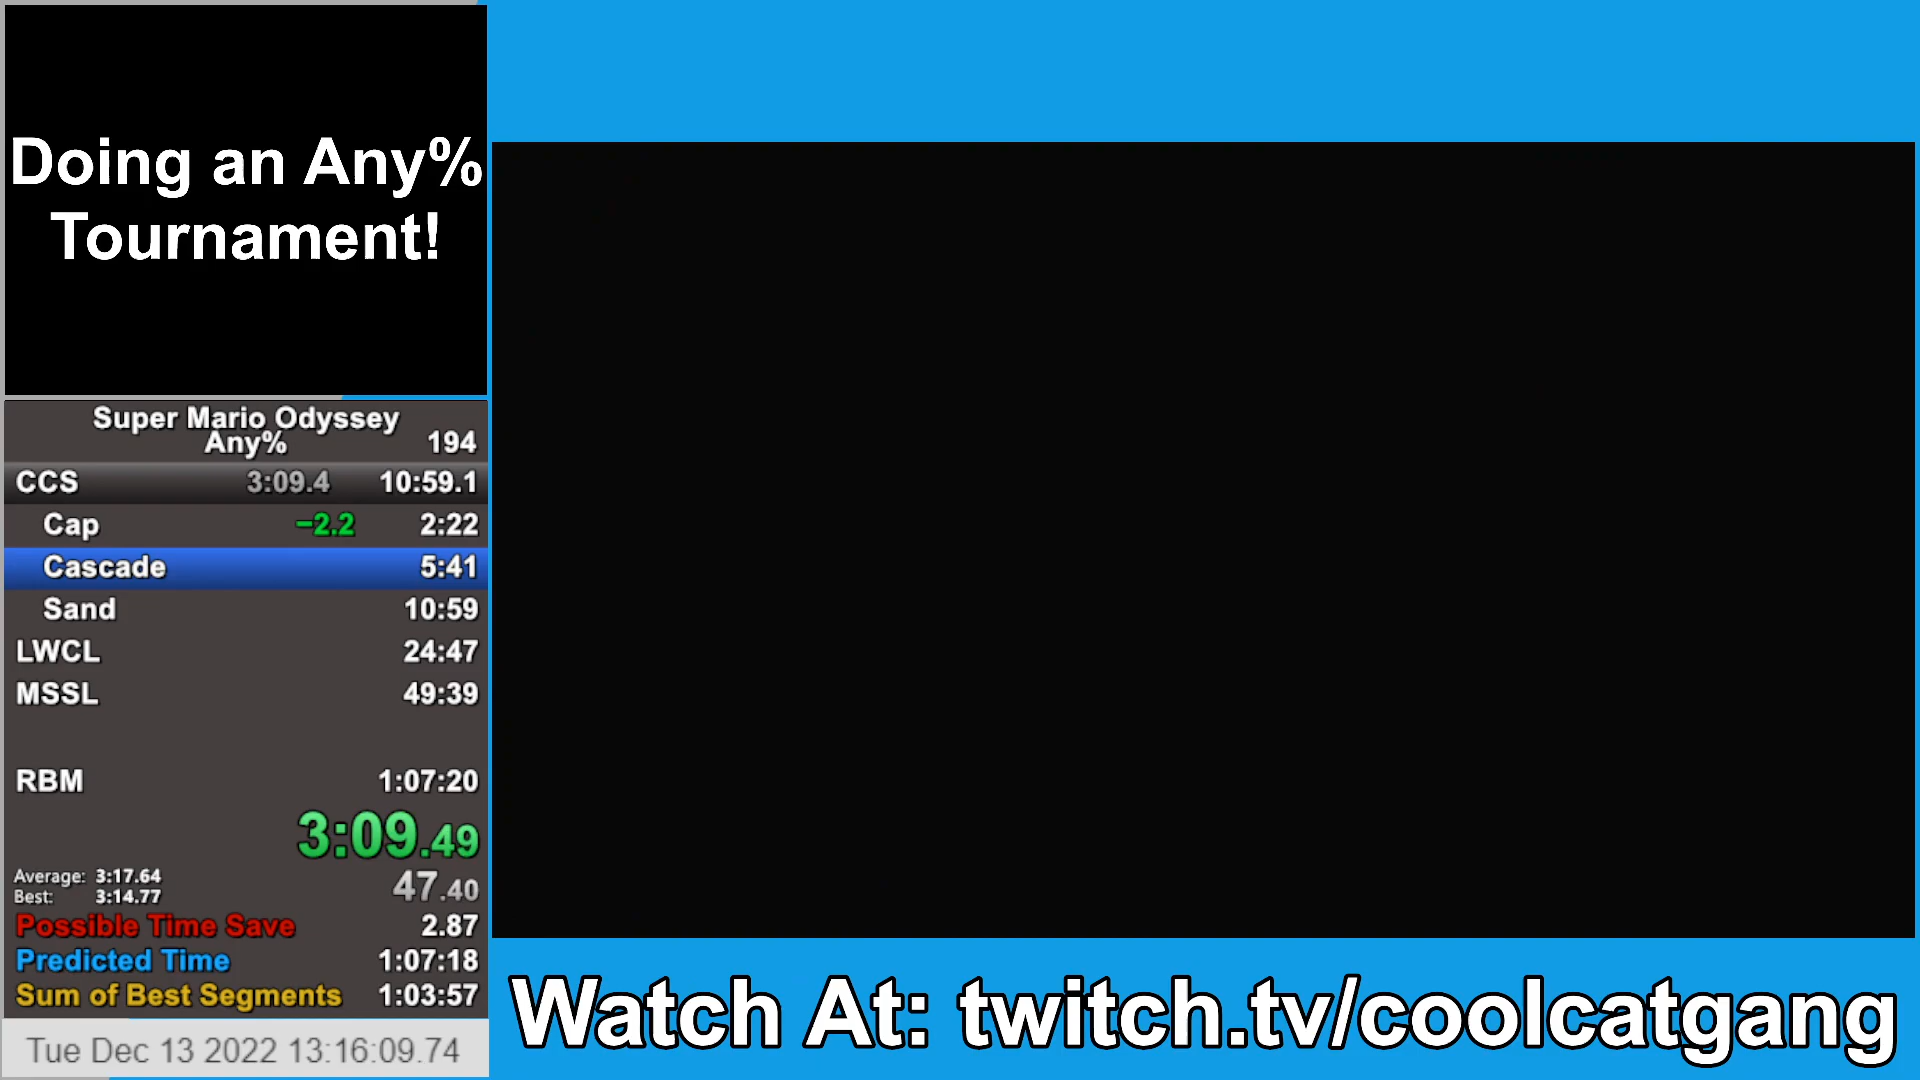 Doing an Any%
Tournament!
Super Mario Odyssey
Any% 194
CCS 3:09.4 10:59.1
Cap −2.2 2:22
Cascade 5:41
Sand 10:59
LWCL 24:47
MSSL 49:39
RBM 1:07:20
3:09.49
Average: 3:17.64
Best: 3:14.77
47.40
Possible Time Save 2.87
Predicted Time 1:07:18
Sum of Best Segments 1:03:57
Tue Dec 13 2022 13:16:09.74
Watch At: twitch.tv/coolcatgang